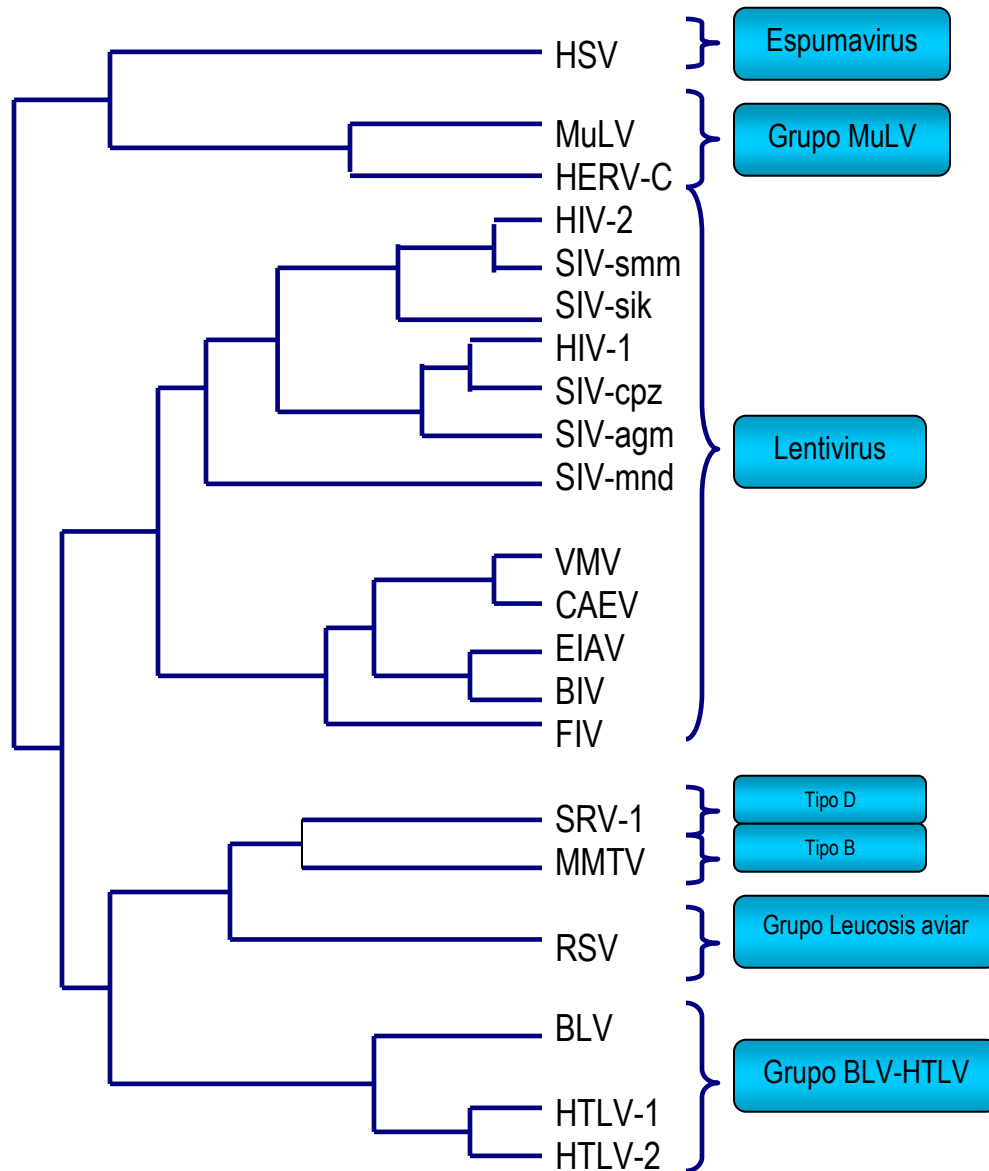 HSV
Espumavirus
MuLV
HERV-C
Grupo MuLV
HIV-2
SIV-smm
SIV-sik
HIV-1
SIV-cpz
SIV-agm
SIV-mnd
VMV
CAEV
EIAV
BIV
FIV
Lentivirus
SRV-1
Tipo D
MMTV
Tipo B
RSV
Grupo Leucosis aviar
BLV
HTLV-1
HTLV-2
Grupo BLV-HTLV